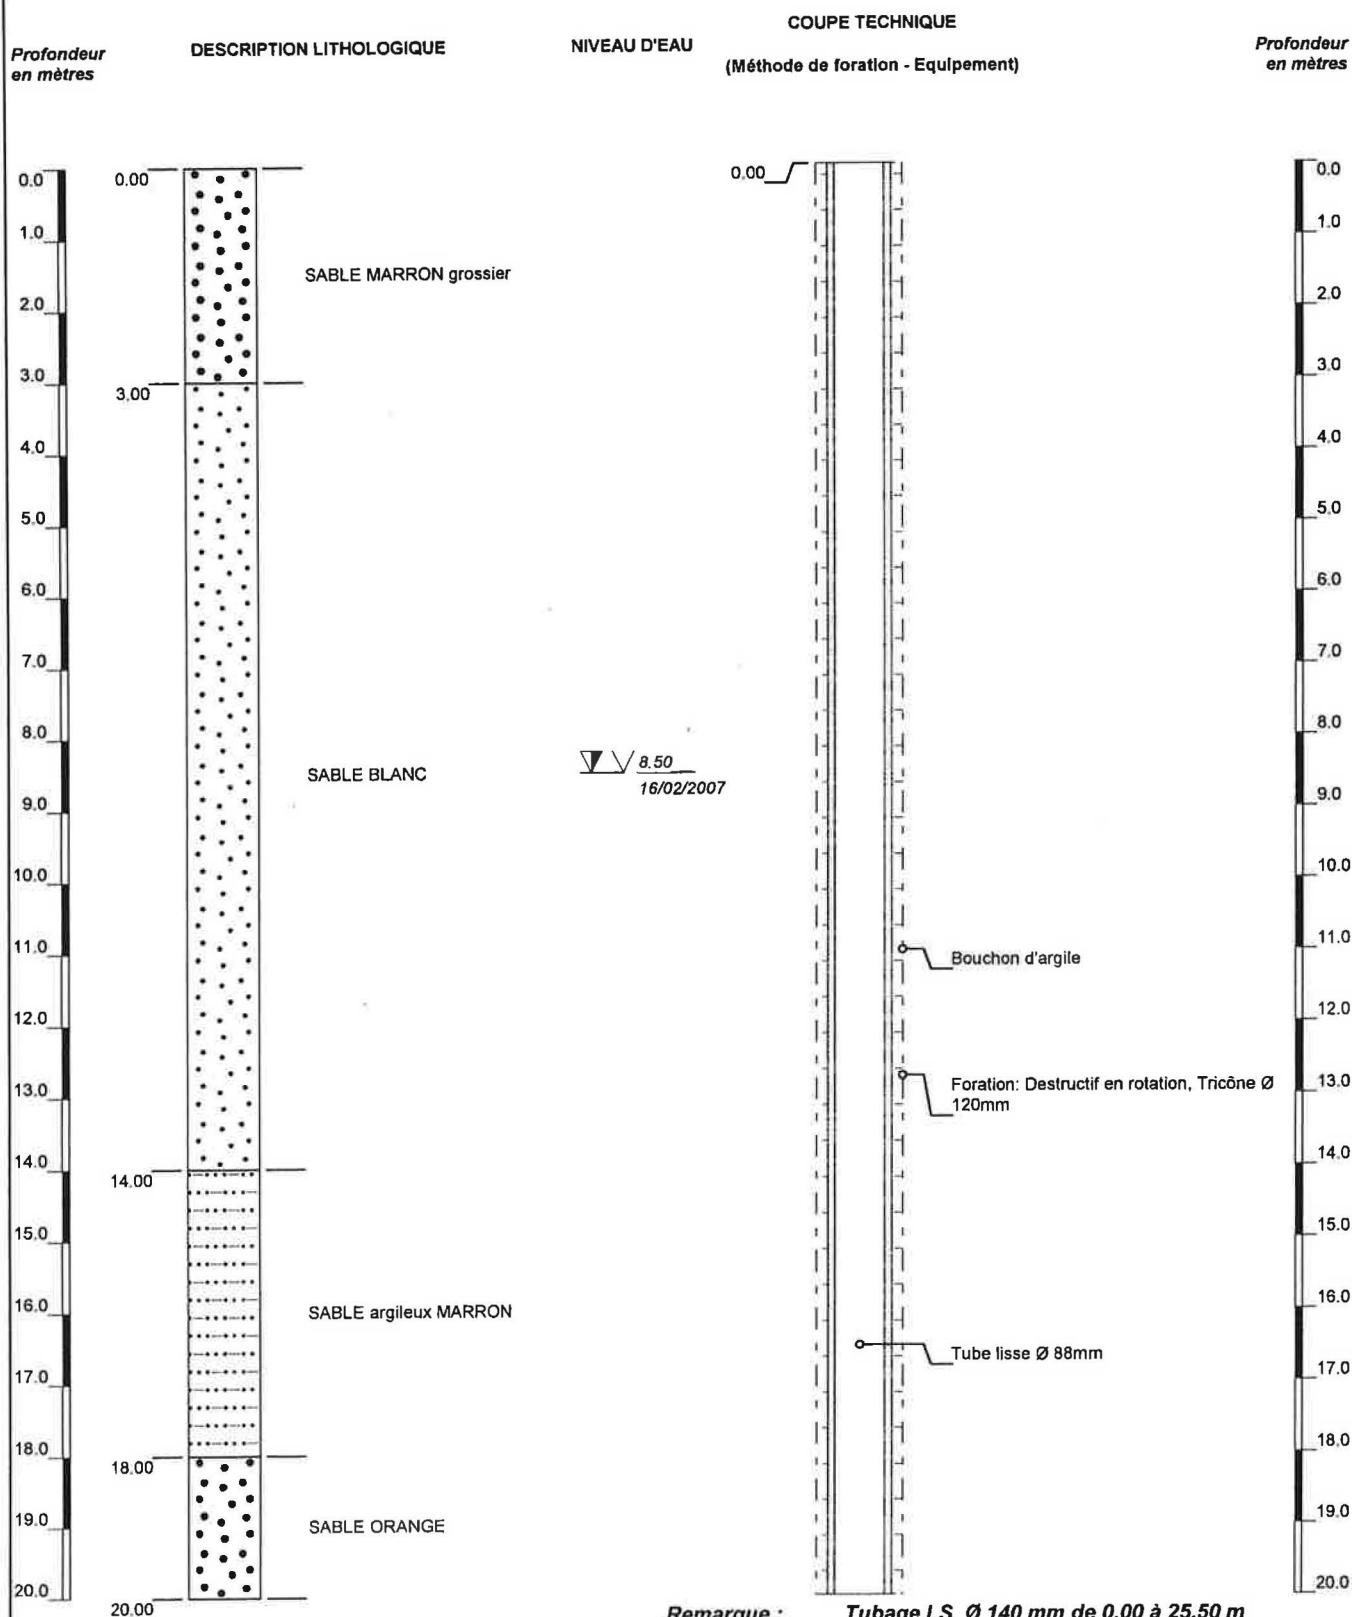 COUPE TECHNIQUE
Profondeur
en mètres
DESCRIPTION LITHOLOGIQUE
NIVEAU D'EAU
(Méthode de foration - Equipement)
Profondeur
en mètres
0.0
0.00
0.00
0.0
1.0
1.0
SABLE MARRON grossier
2.0
2.0
3.0
3.00
3.0
4.0
4.0
5.0
5.0
6.0
6.0
7.0
7.0
8.0
8.0
SABLE BLANC
8.50
16/02/2007
9.0
9.0
10.0
10.0
11.0
11.0
Bouchon d'argile
12.0
12.0
13.0
13.0
Foration: Destructif en rotation, Tricône Ø
120mm
14.0
14.00
14.0
15.0
15.0
16.0
16.0
SABLE argileux MARRON
Tube lisse Ø 88mm
17.0
17.0
18.0
18.00
18.0
19.0
19.0
SABLE ORANGE
20.0
20.00
20.0
Remarque : Tubage LS Ø 140 mm de 0.00 à 25.50 m